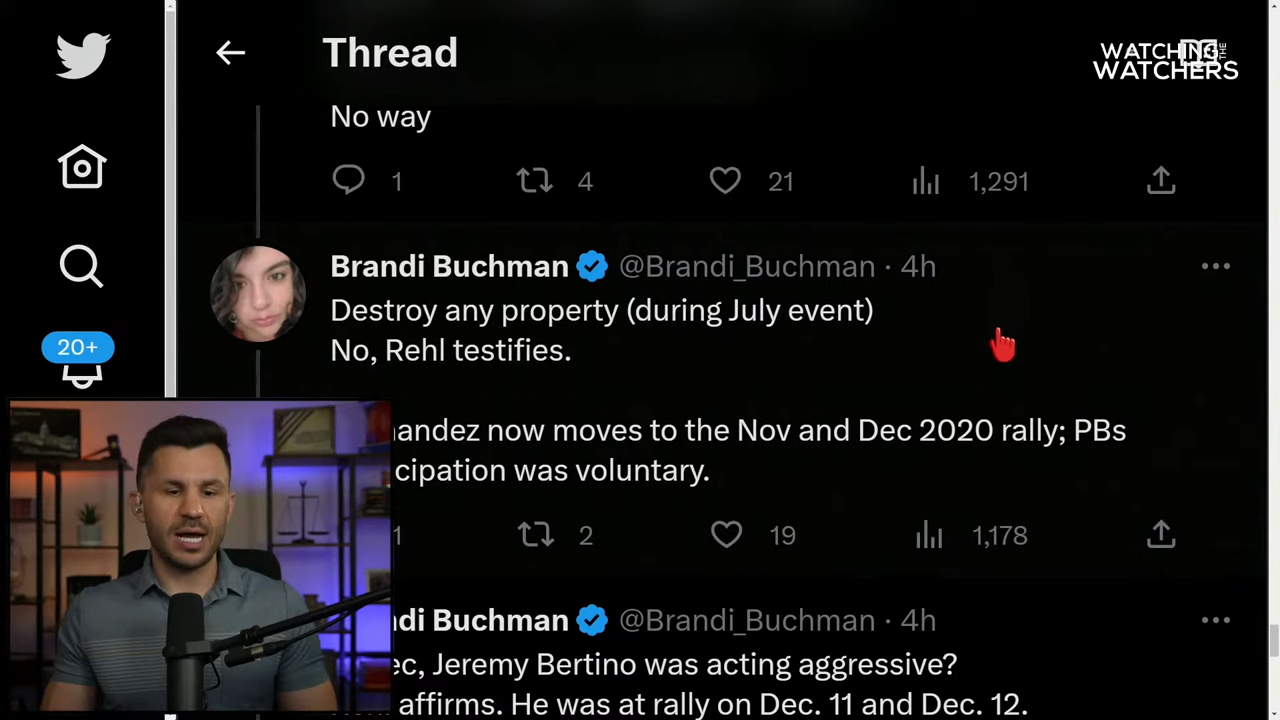 Thread
WATCHING THE
WATCHERS
No way
1
4
21
1,291
Brandi Buchman @Brandi_Buchman · 4h
Destroy any property (during July event)
No, Rehl testifies.
20+
nandez now moves to the Nov and Dec 2020 rally; PBs
cipation was voluntary.
1
2
19
1,178
di Buchman @Brandi_Buchman · 4h
ec, Jeremy Bertino was acting aggressive?
affirms. He was at rally on Dec. 11 and Dec. 12.